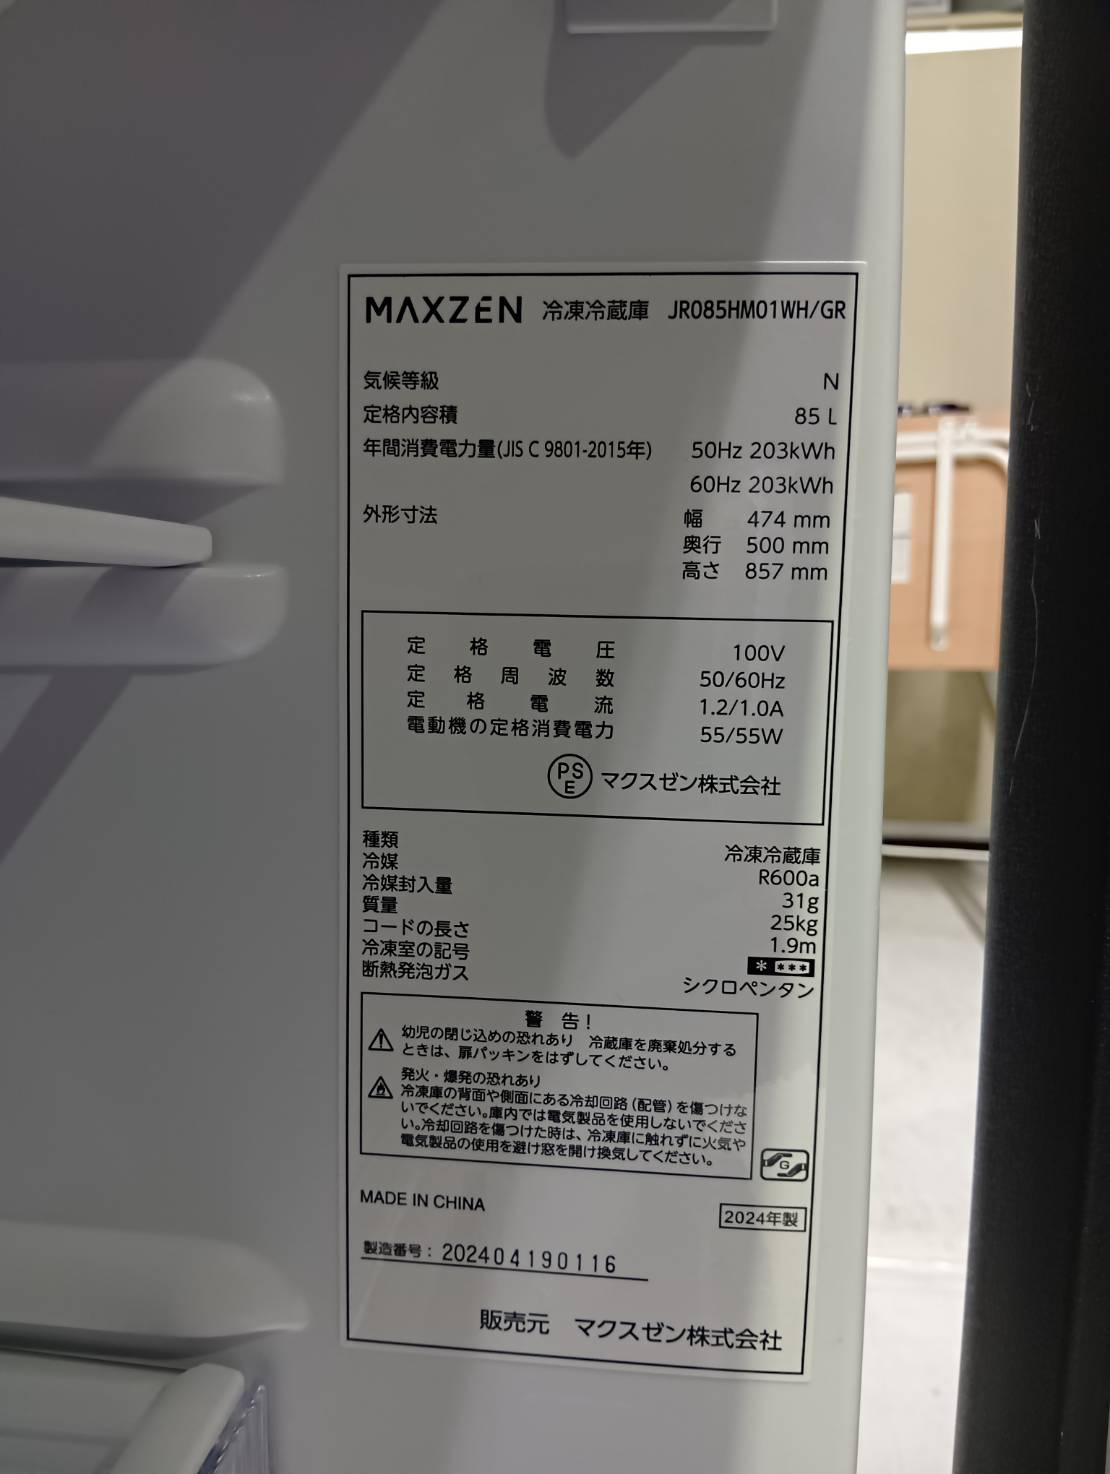 MAXZEN 冷凍冷蔵庫 JR085HM01WH/GR
気候等級 N
定格内容積 85 L
年間消費電力量(JIS C 9801-2015年) 50Hz 203kWh
60Hz 203kWh
外形寸法 幅 474 mm
奥行 500 mm
高さ 857 mm
定格電圧 100V
定格周波数 50/60Hz
定格電流 1.2/1.0A
電動機の定格消費電力 55/55W
PSE マクスゼン株式会社
種類 冷凍冷蔵庫
冷媒 R600a
冷媒封入量 31g
質量 25kg
コードの長さ 1.9m
冷凍室の記号 * ***
断熱発泡ガス シクロペンタン
警 告!
幼児の閉じ込めの恐れあり 冷蔵庫を廃棄処分する
ときは、扉パッキンをはずしてください。
発火・爆発の恐れあり
冷凍庫の背面や側面にある冷却回路(配管)を傷つけな
いでください。庫内では電気製品を使用しないでくださ
い。冷却回路を傷つけた時は、冷凍庫に触れずに火気や
電気製品の使用を避け窓を開け換気してください。
G
MADE IN CHINA
2024年製
製造番号: 202404190116
販売元 マクスゼン株式会社